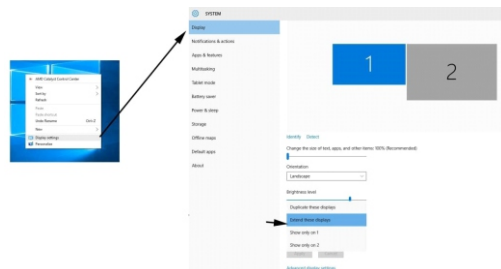 AMD Catalyst Control Center
View
Sort by
Refresh
Paste
Paste shortcut
Undo Rename Ctrl+Z
New
Display settings
Personalize
SYSTEM
Display
Notifications & actions
Apps & features
Multitasking
Tablet mode
Battery saver
Power & sleep
Storage
Offline maps
Default apps
About
1
2
Identify Detect
Change the size of text, apps, and other items: 100% (Recommended)
Orientation
Landscape
Brightness level
Duplicate these displays
Extend these displays
Show only on 1
Show only on 2
Advanced display settings